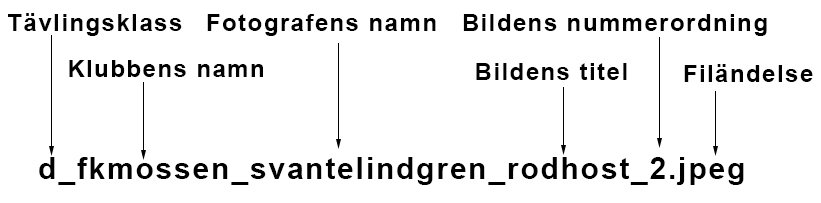 Tävlingsklass Fotografens namn Bildens nummerordning
Klubbens namn Bildens titel Filändelse
d_fkmossen_svantelindgren_rodhost_2.jpeg